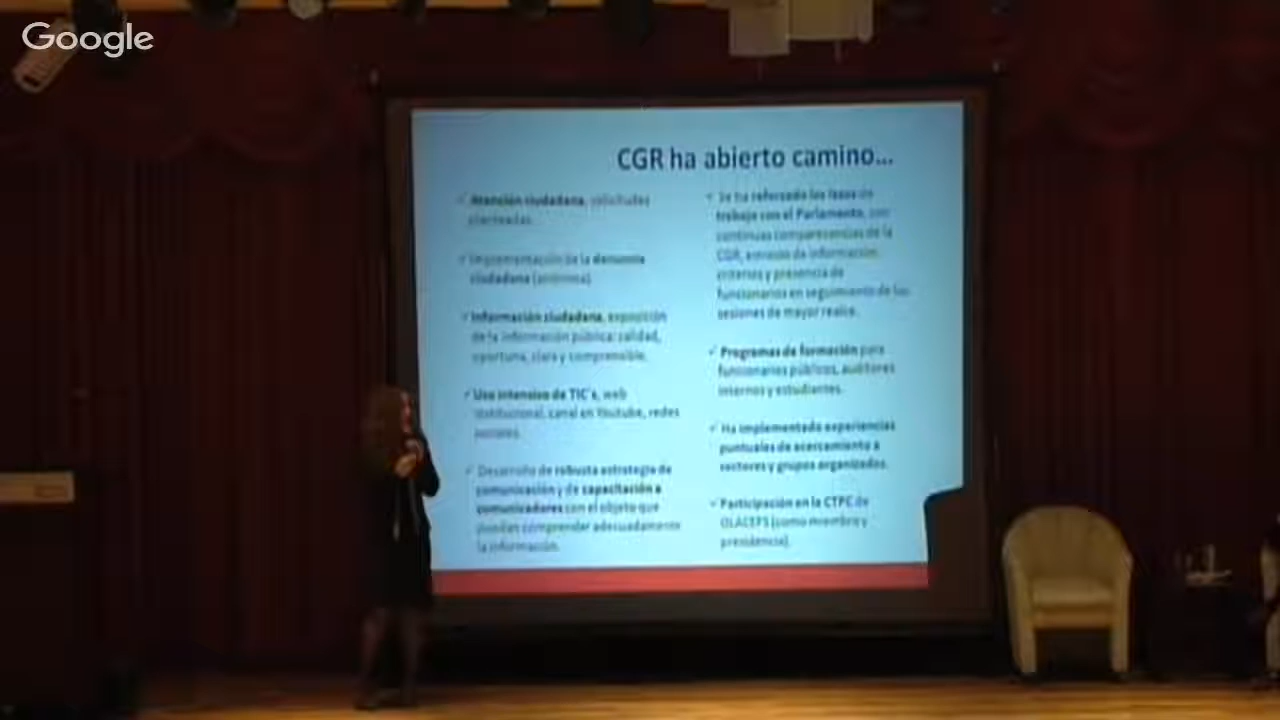 Google
CGR ha abierto camino...
Atención ciudadana, solicitudes
planteadas.
Implementación de la denuncia
ciudadana (anónima).
Información ciudadana, exposición
de la información pública: calidad,
oportuna, clara y comprensible.
Uso intensivo de TIC´s, web
institucional, canal en Youtube, redes
sociales.
Desarrollo de robusta estrategia de
comunicación y de capacitación a
comunicadores con el objeto que
puedan comprender adecuadamente
la información.
Se ha reforzado los lazos de
trabajo con el Parlamento, con
continuas comparecencias de la
CGR, emisión de información,
criterios y presencia de
funcionarios en seguimiento de las
sesiones de mayor realce.
Programas de formación para
funcionarios públicos, auditores
internos y estudiantes.
Ha implementado experiencias
puntuales de acercamiento a
sectores y grupos organizados.
Participación en la CTPC de
OLACEFS (como miembro y
presidencia).